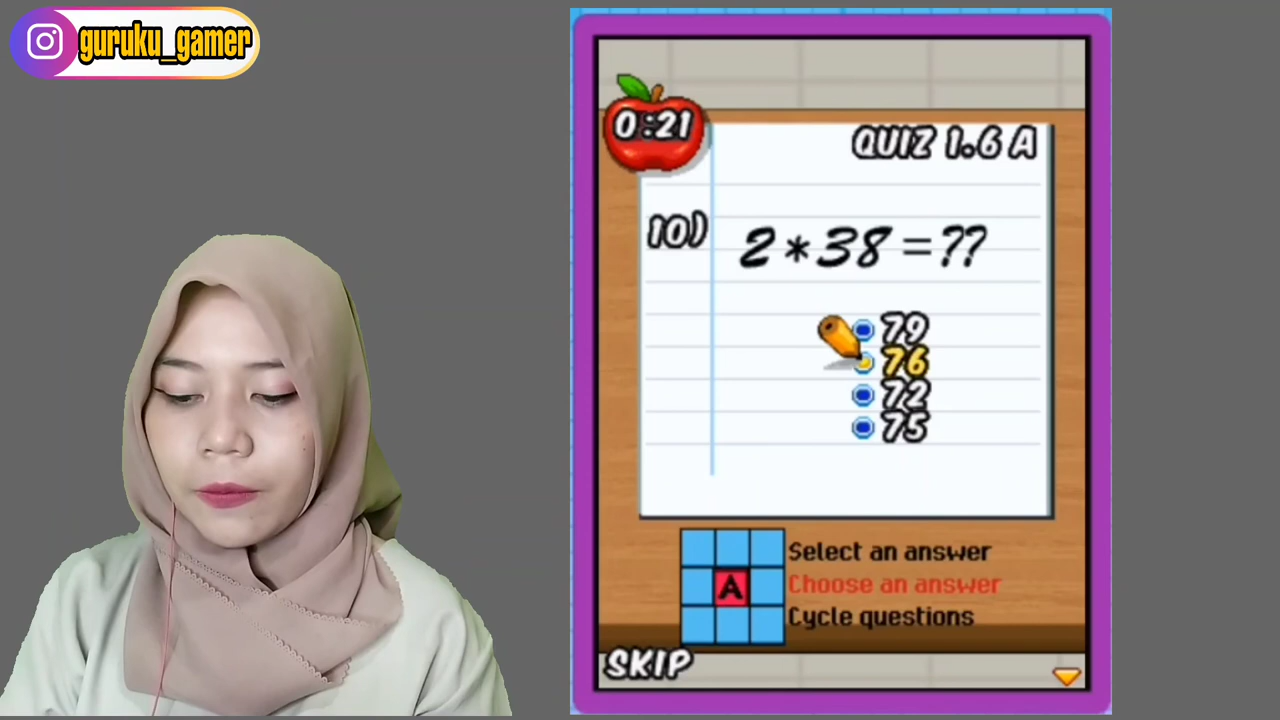 guruku_gamer
0:21
QUIZ 1.6 A
10)
2*38=??
79
76
72
75
A
Select an answer
Choose an answer
Cycle questions
SKIP